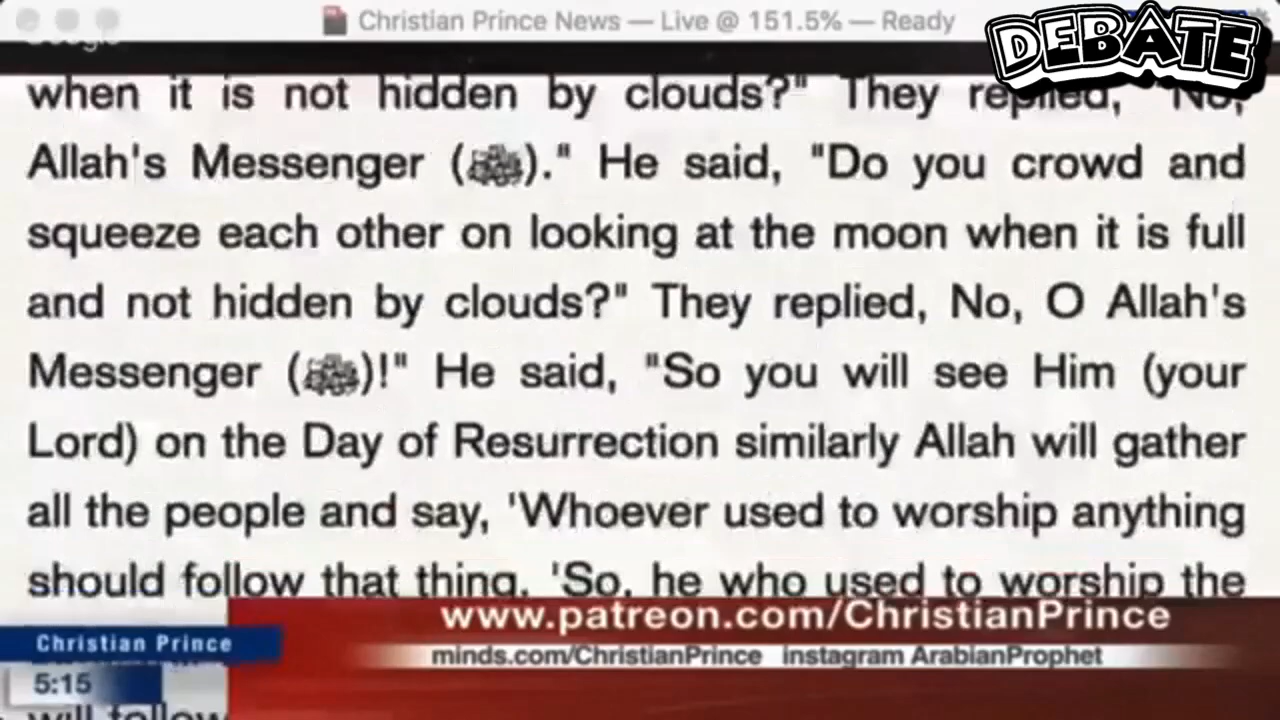 Christian Prince News — Live @ 151.5% — Ready
DEBATE
Google
when it is not hidden by clouds?" They replied, "No,
Allah's Messenger (ﷺ)." He said, "Do you crowd and
squeeze each other on looking at the moon when it is full
and not hidden by clouds?" They replied, No, O Allah's
Messenger (ﷺ)!" He said, "So you will see Him (your
Lord) on the Day of Resurrection similarly Allah will gather
all the people and say, 'Whoever used to worship anything
should follow that thing. 'So, he who used to worship the
www.patreon.com/ChristianPrince
Christian Prince
minds.com/ChristianPrince instagram ArabianProphet
5:15
will follow